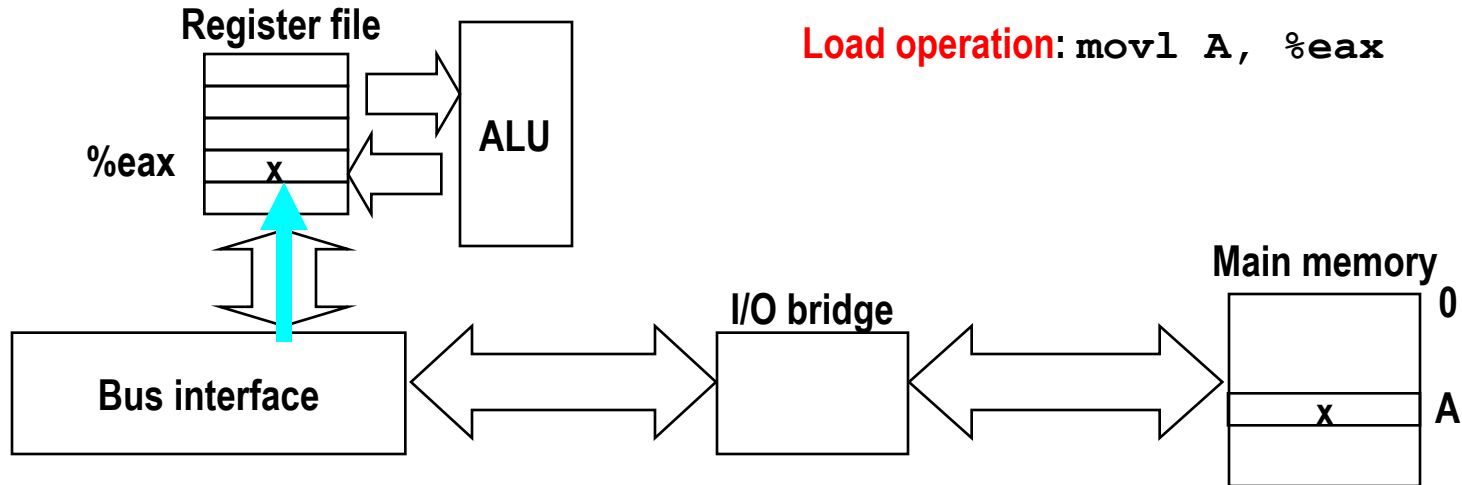 Register file
Load operation: movl A, %eax
ALU
%eax
x
Main memory
0
I/O bridge
Bus interface
x
A